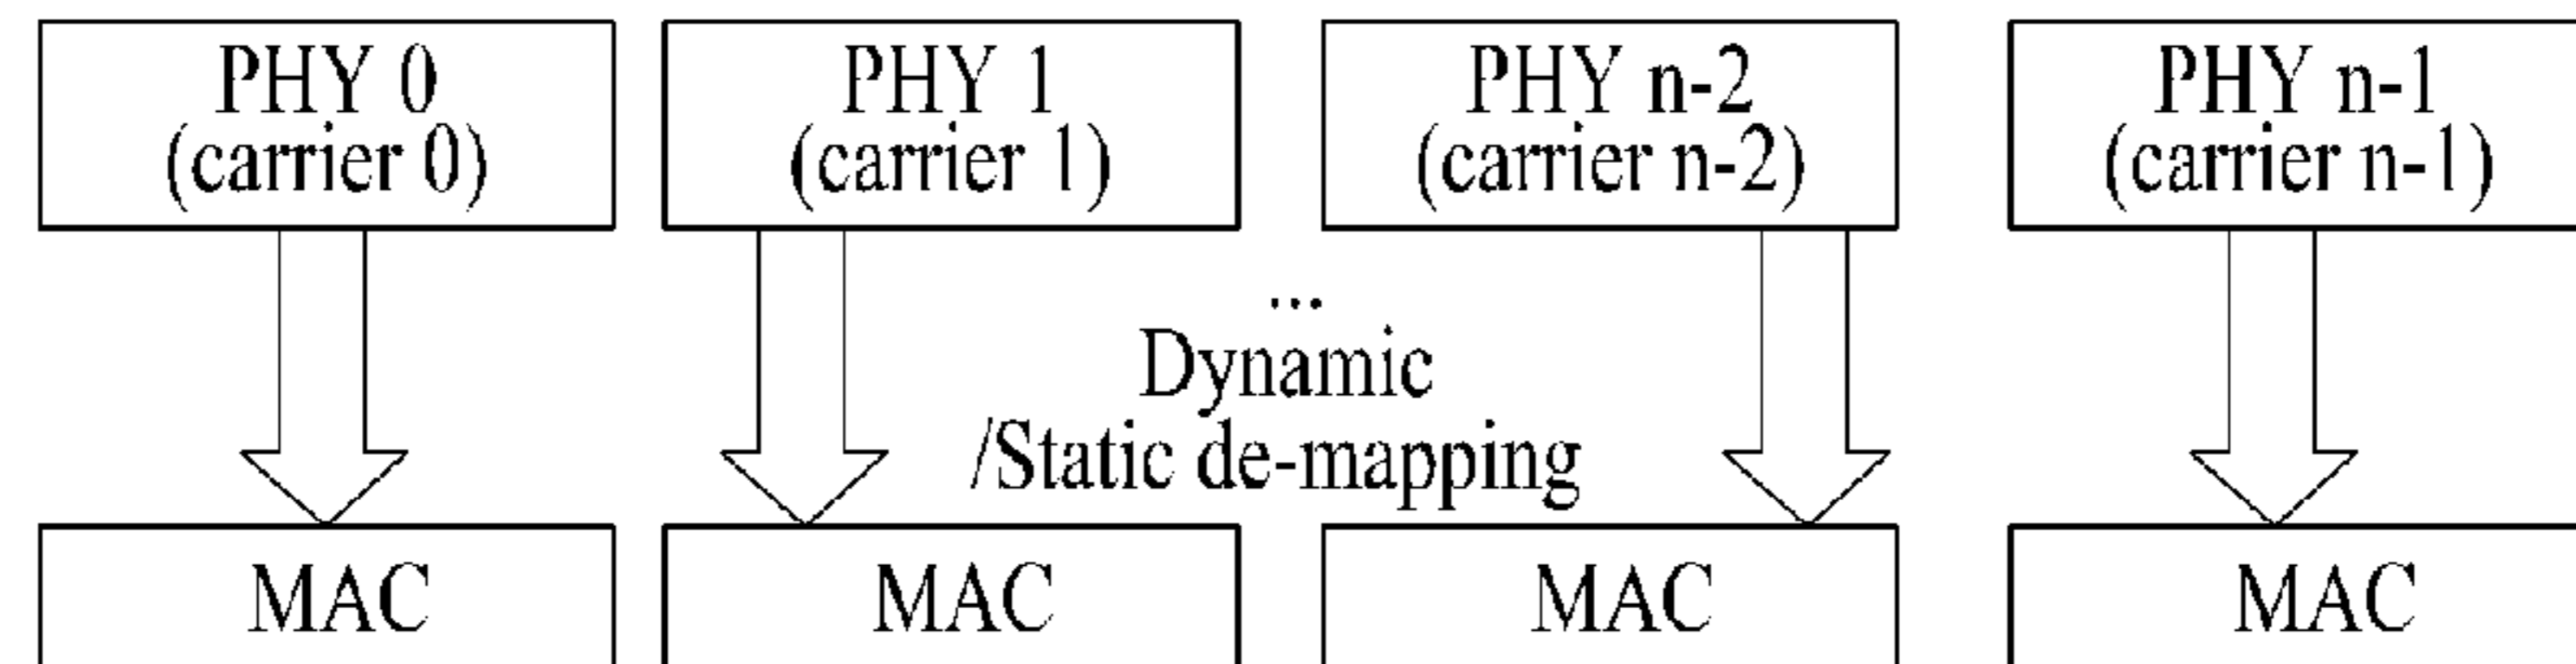 PHY 0
(carrier 0)
PHY 1
(carrier 1)
PHY n-2
(carrier n-2)
PHY n-1
(carrier n-1)
...
Dynamic
/Static de-mapping
MAC
MAC
MAC
MAC